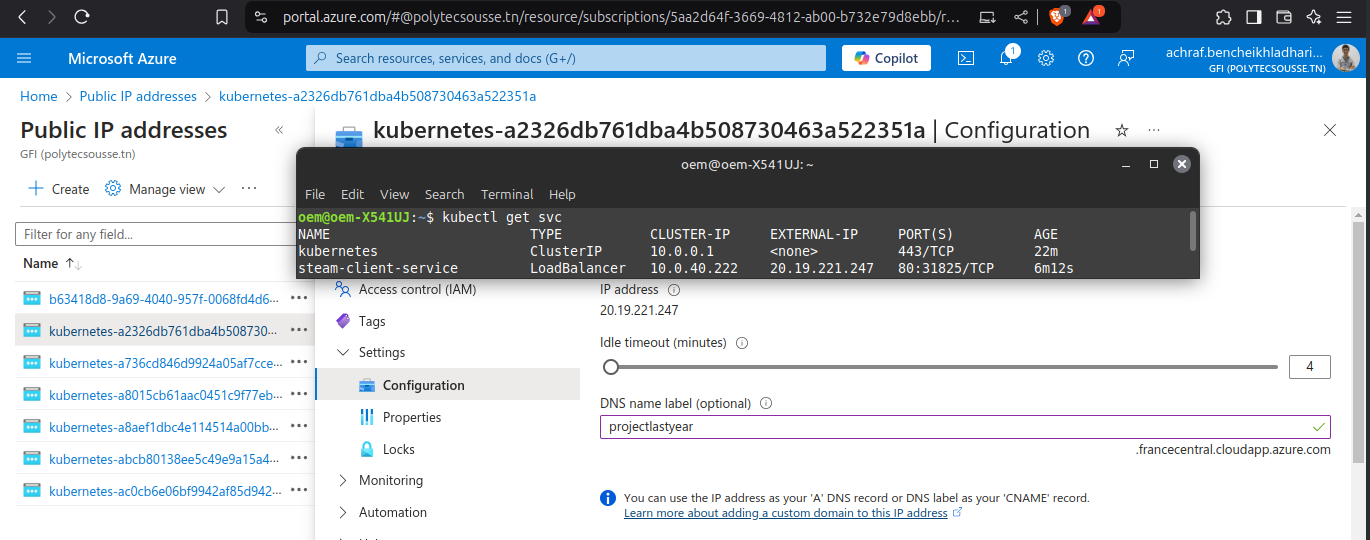 portal.azure.com/#@polytecsousse.tn/resource/subscriptions/5aa2d64f-3669-4812-ab00-b732e79d8ebb/r…
1
1
Microsoft Azure
Search resources, services, and docs (G+/)
Copilot
1
achraf.bencheikhladhari...
GFI (POLYTECSOUSSE.TN)
Home > Public IP addresses > kubernetes-a2326db761dba4b508730463a522351a
Public IP addresses
GFI (polytecsousse.tn)
Create
Manage view
Filter for any field...
Name
b63418d8-9a69-4040-957f-0068fd4d6...
kubernetes-a2326db761dba4b508730...
kubernetes-a736cd846d9924a05af7cce...
kubernetes-a8015cb61aac0451c9f77eb...
kubernetes-a8aef1dbc4e114514a00bb...
kubernetes-abcb80138ee5c49e9a15a4...
kubernetes-ac0cb6e06bf9942af85d942...
kubernetes-a2326db761dba4b508730463a522351a | Configuration
oem@oem-X541UJ: ~
File Edit View Search Terminal Help
oem@oem-X541UJ:~$ kubectl get svc
NAME TYPE CLUSTER-IP EXTERNAL-IP PORT(S) AGE
kubernetes ClusterIP 10.0.0.1 <none> 443/TCP 22m
steam-client-service LoadBalancer 10.0.40.222 20.19.221.247 80:31825/TCP 6m12s
Access control (IAM)
Tags
Settings
Configuration
Properties
Locks
Monitoring
Automation
IP address
20.19.221.247
Idle timeout (minutes)
4
DNS name label (optional)
projectlastyear
.francecentral.cloudapp.azure.com
You can use the IP address as your 'A' DNS record or DNS label as your 'CNAME' record.
Learn more about adding a custom domain to this IP address